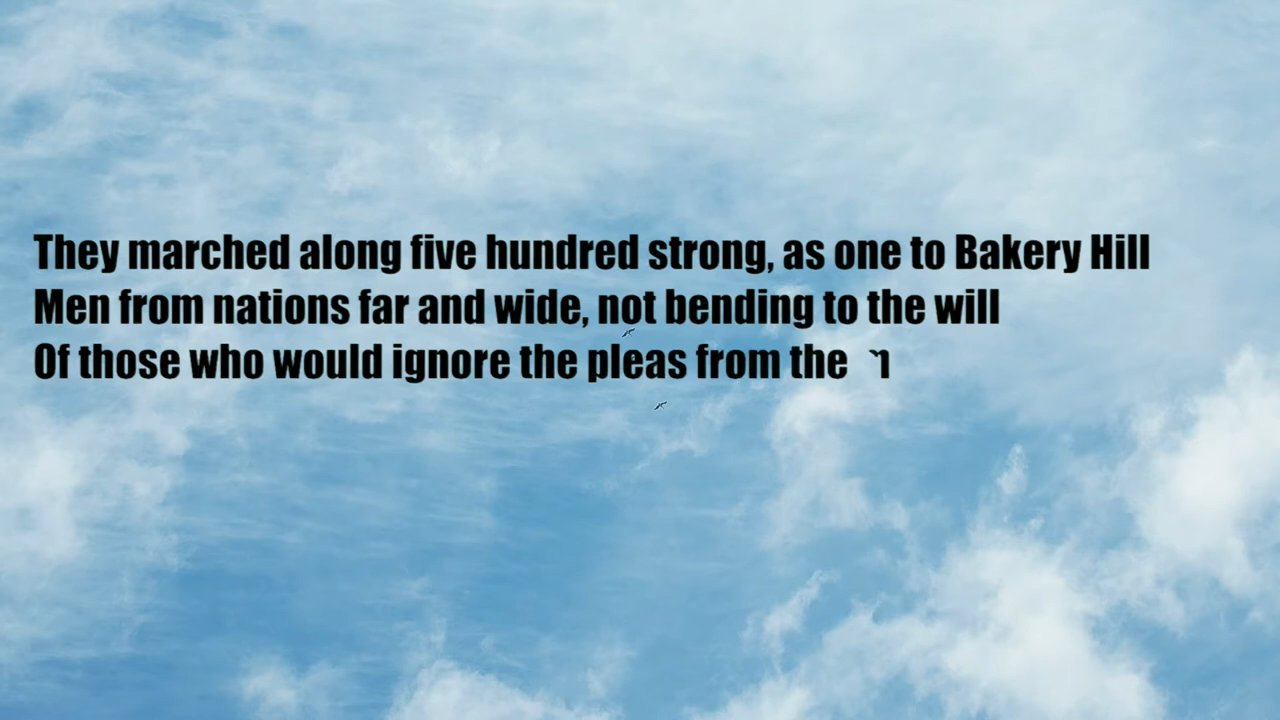 They marched along five hundred strong, as one to Bakery Hill
Men from nations far and wide, not bending to the will
Of those who would ignore the pleas from the